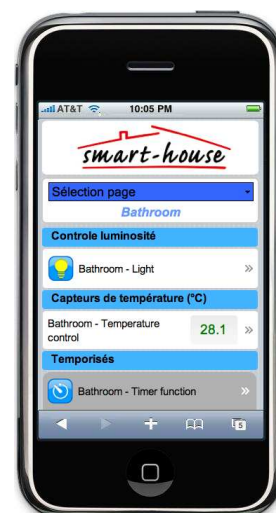 AT&T 10:05 PM
smart-house
Sélection page
Bathroom
Controle luminosité
Bathroom - Light »
Capteurs de température (°C)
Bathroom - Temperature control 28.1 »
Temporisés
Bathroom - Timer function »
5